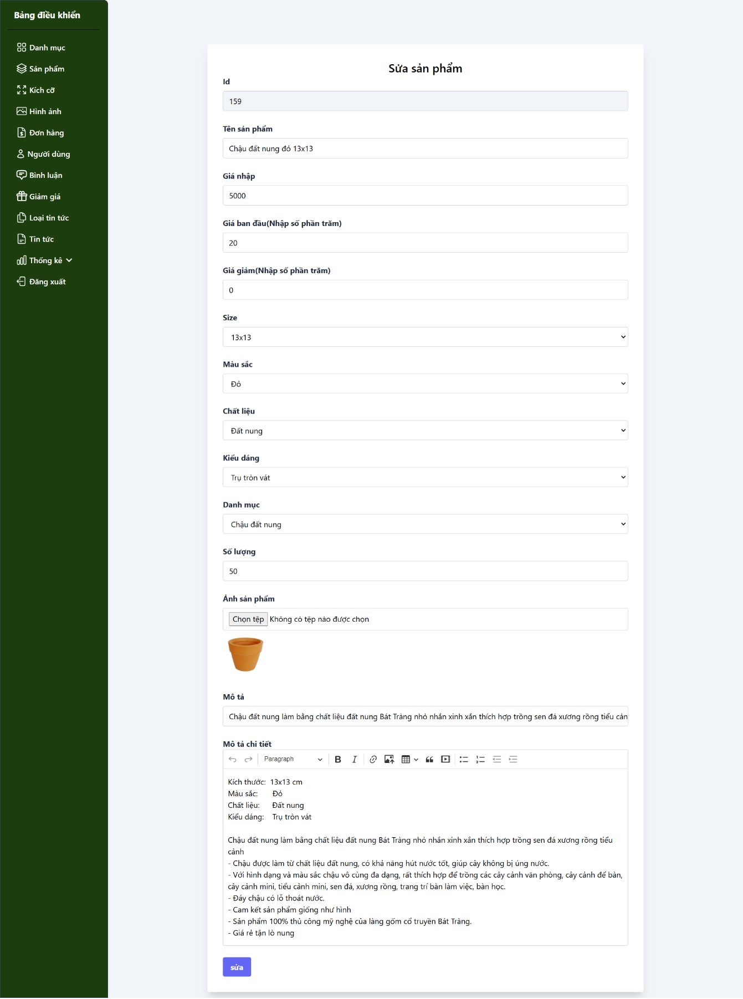 Bảng điều khiển
Danh mục
Sản phẩm
Kích cỡ
Hình ảnh
Đơn hàng
Người dùng
Bình luận
Giảm giá
Loại tin tức
Tin tức
Thống kê
Đăng xuất
Sửa sản phẩm
Id
159
Tên sản phẩm
Chậu đất nung đỏ 13x13
Giá nhập
5000
Giá ban đầu(Nhập số phần trăm)
20
Giá giảm(Nhập số phần trăm)
0
Size
13x13
Màu sắc
Đỏ
Chất liệu
Đất nung
Kiểu dáng
Trụ tròn vát
Danh mục
Chậu đất nung
Số lượng
50
Ảnh sản phẩm
Chọn tệp Không có tệp nào được chọn
Mô tả
Chậu đất nung làm bằng chất liệu đất nung Bát Tràng nhỏ nhắn xinh xắn thích hợp trồng sen đá xương rồng tiểu cản
Mô tả chi tiết
Paragraph
Kích thước: 13x13 cm
Màu sắc: Đỏ
Chất liệu: Đất nung
Kiểu dáng: Trụ tròn vát
Chậu đất nung làm bằng chất liệu đất nung Bát Tràng nhỏ nhắn xinh xắn thích hợp trồng sen đá xương rồng tiểu
cảnh
- Chậu được làm từ chất liệu đất nung, có khả năng hút nước tốt, giúp cây không bị úng nước.
- Với hình dạng và màu sắc chậu vô cùng đa dạng, rất thích hợp để trồng các cây cảnh văn phòng, cây cảnh để bàn,
cây cảnh mini, tiểu cảnh mini, sen đá, xương rồng, trang trí bàn làm việc, bàn học.
- Đáy chậu có lỗ thoát nước.
- Cam kết sản phẩm giống như hình
- Sản phẩm 100% thủ công mỹ nghệ của làng gốm cổ truyền Bát Tràng.
- Giá rẻ tận lò nung
sửa